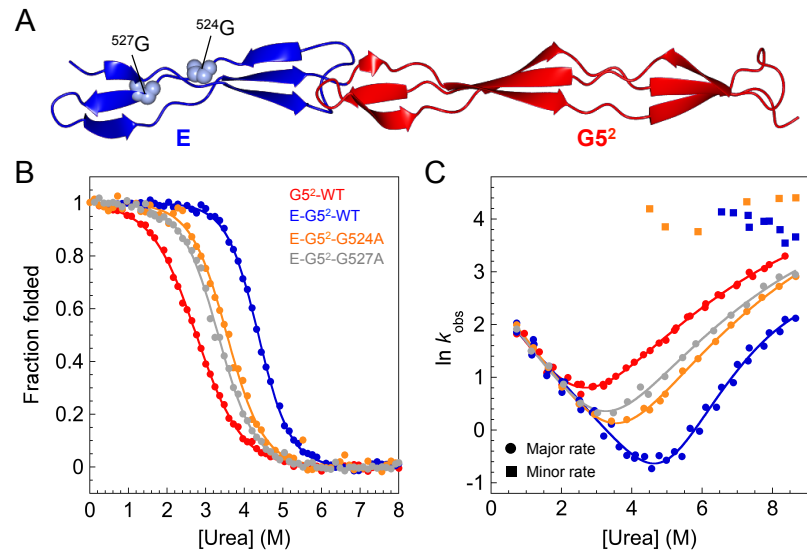 A
527G
524G
E
G5²
B
Fraction folded
1
0.8
0.6
0.4
0.2
0
0 1 2 3 4 5 6 7 8
[Urea] (M)
G5²-WT
E-G5²-WT
E-G5²-G524A
E-G5²-G527A
C
ln kobs
4
3
2
1
0
-1
0 2 4 6 8
[Urea] (M)
Major rate
Minor rate